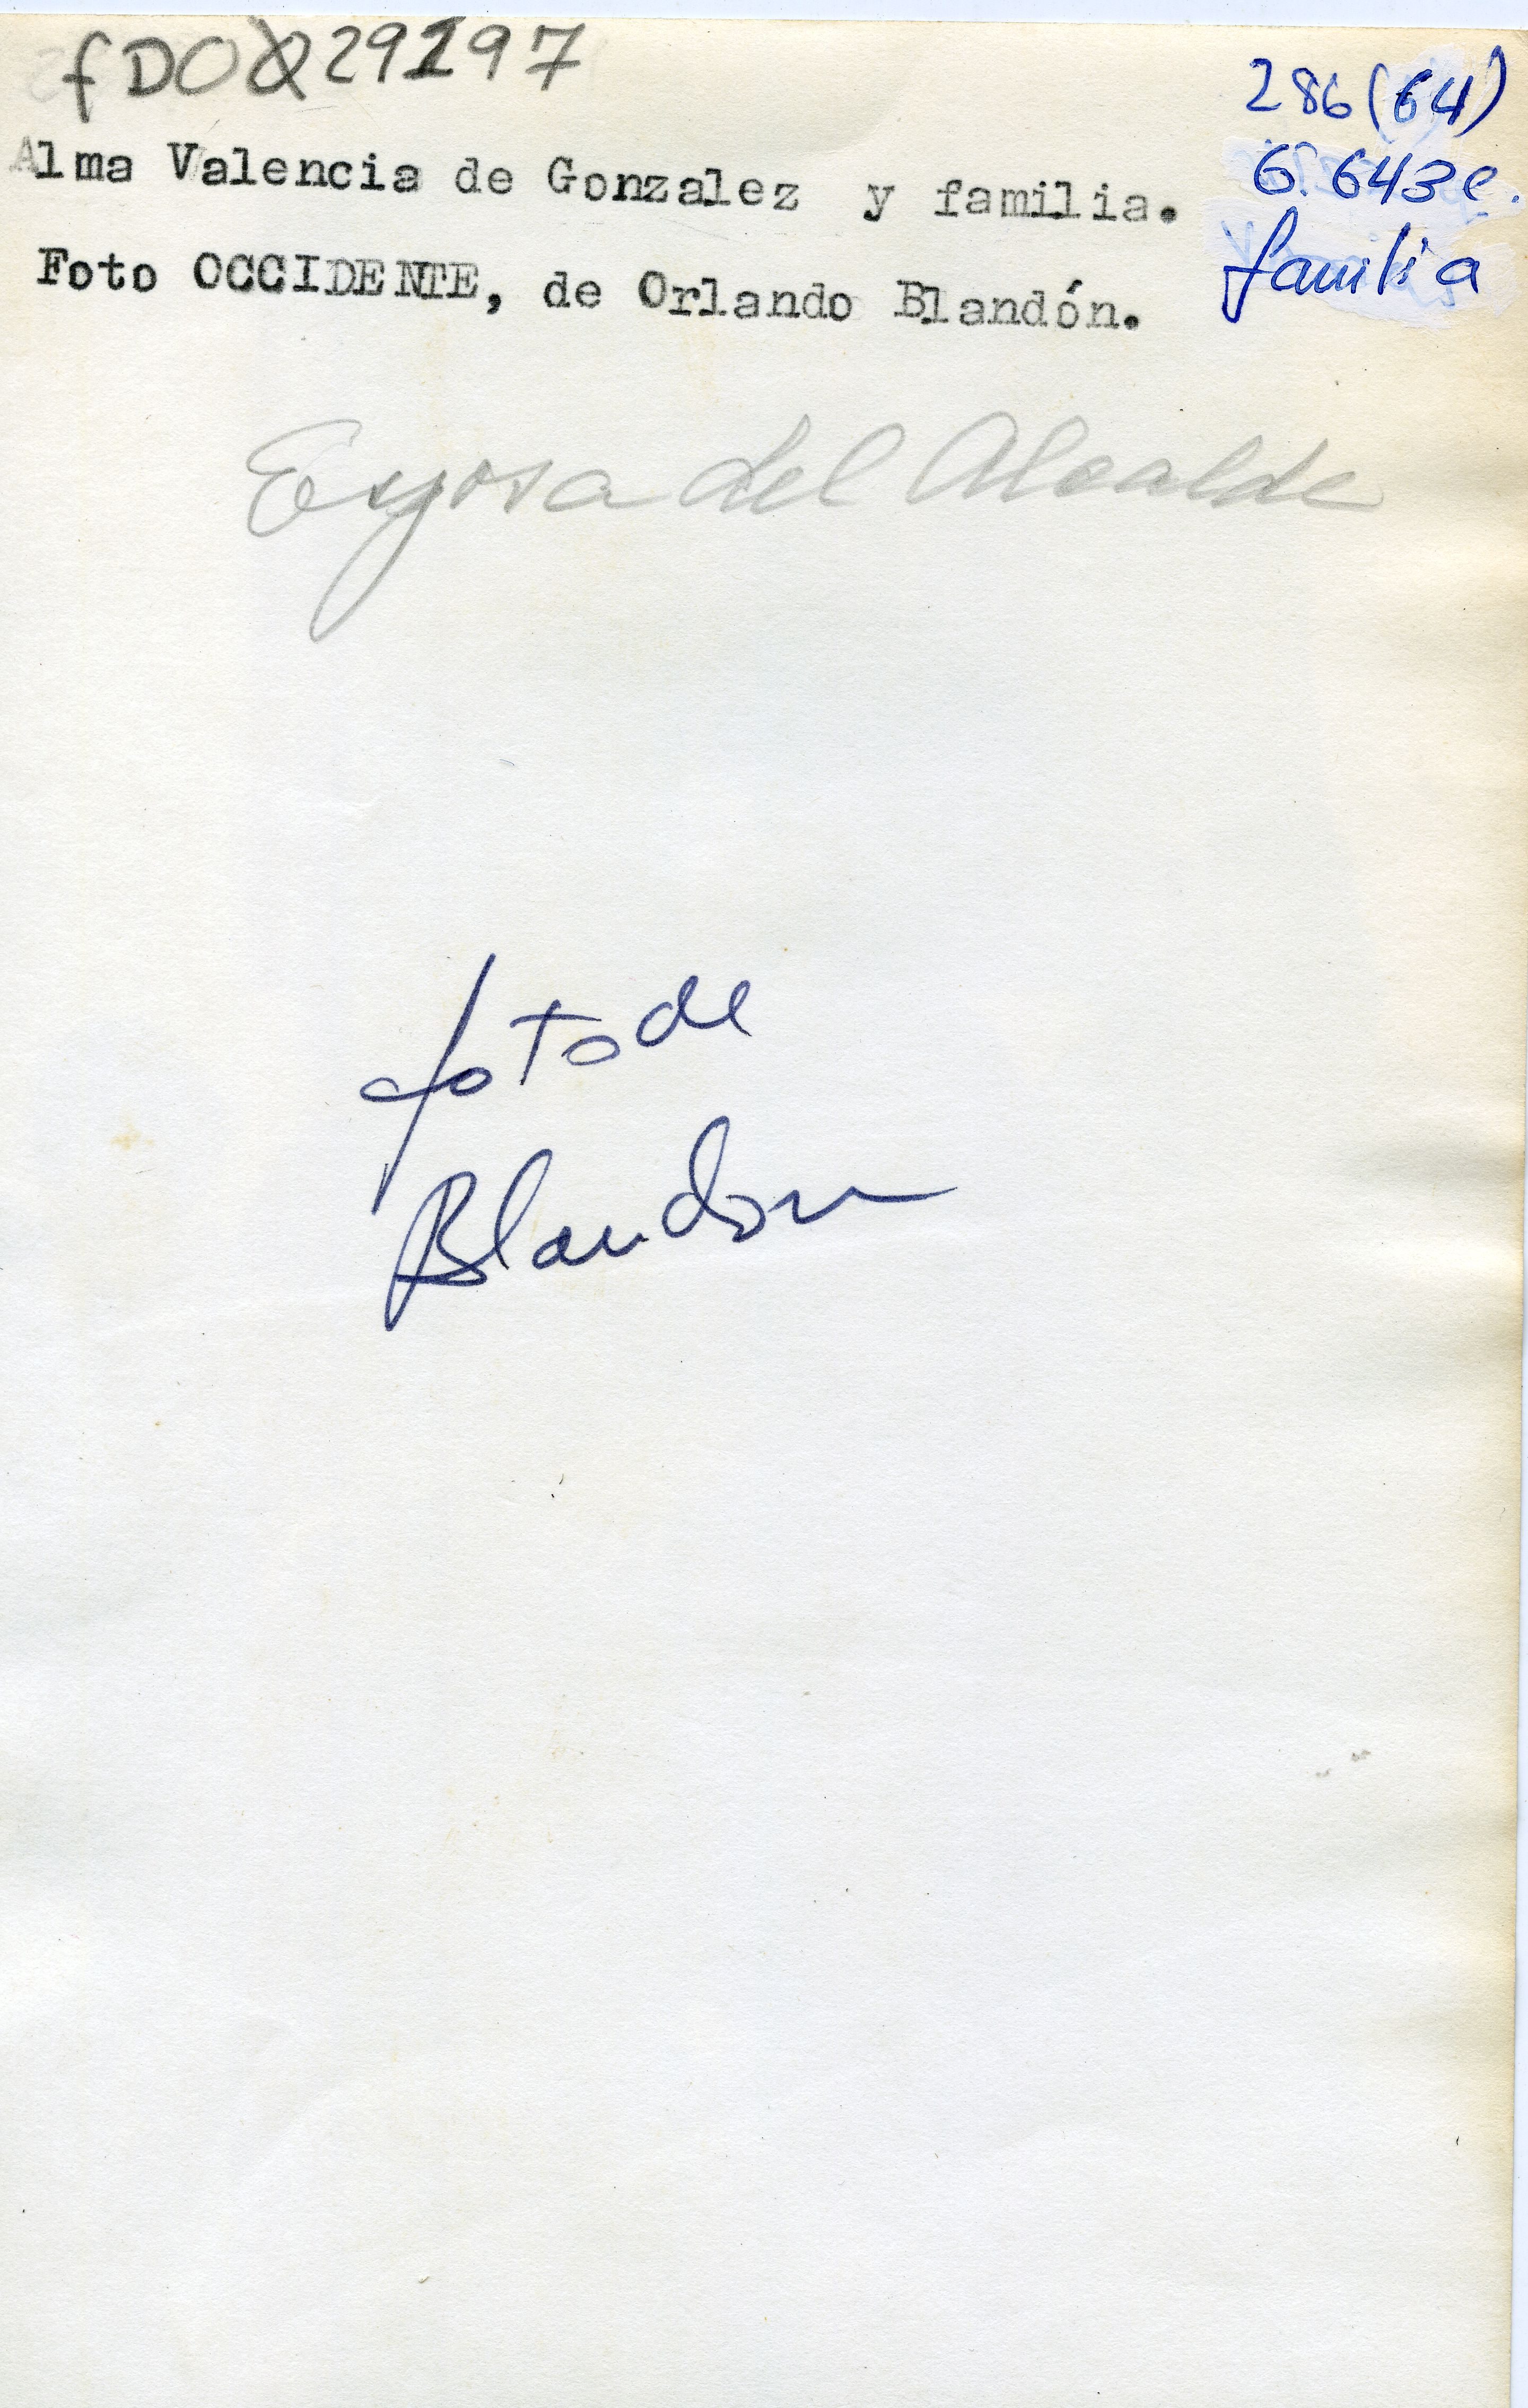 fDO029197
286(64)
Alma Valencia de Gonzalez y familia.
G. 643e.
familia
Foto OCCIDENTE, de Orlando Blandón.
Esposa del Alcalde
foto de
Blandon